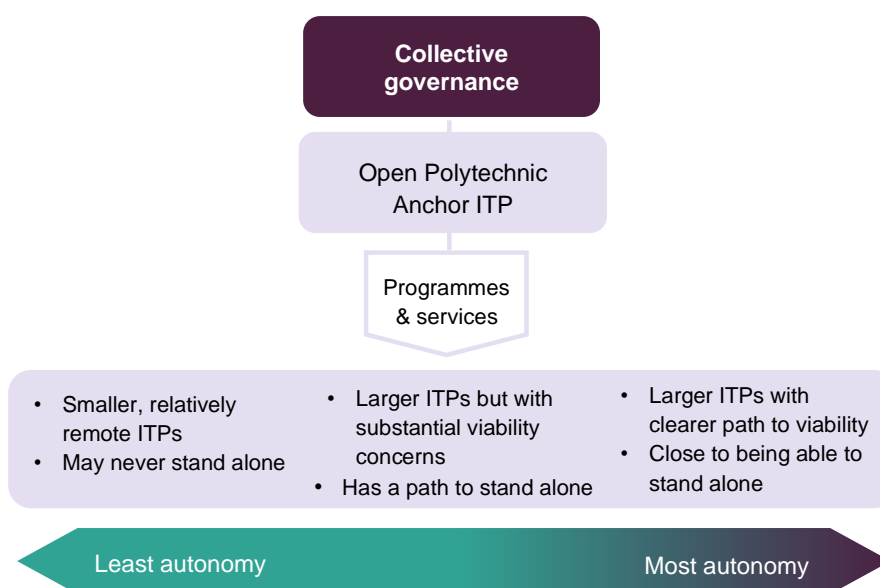 Collective
governance
Open Polytechnic
Anchor ITP
Programmes
& services
• Smaller, relatively
remote ITPs
• May never stand alone
• Larger ITPs but with
substantial viability
concerns
• Has a path to stand alone
• Larger ITPs with
clearer path to viability
• Close to being able to
stand alone
Least autonomy
Most autonomy